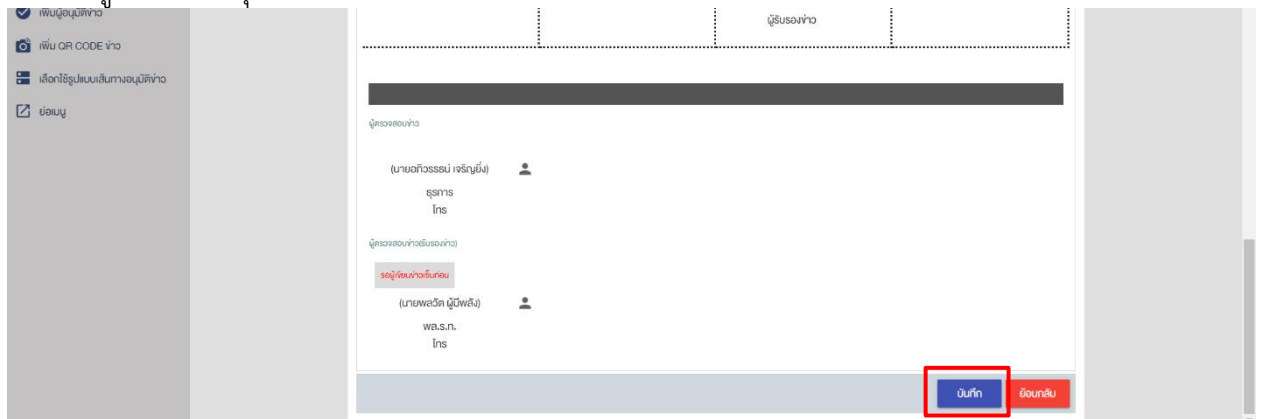 เพิ่มผู้อนุมัติข่าว
เพิ่ม QR CODE ข่าว
เลือกใช้รูปแบบเส้นทางอนุมัติข่าว
ย่อเมนู
ผู้รับรองข่าว
ผู้ตรวจสอบข่าว
(นายอภิวรรธน์ เจริญยิ่ง)
ธุรการ
โทร
ผู้ตรวจสอบข่าว(รับรองข่าว)
รอผู้เขียนข่าวเซ็นก่อน
(นายพลวัต ผู้มีพลัง)
พล.ร.ท.
โทร
บันทึก
ย้อนกลับ